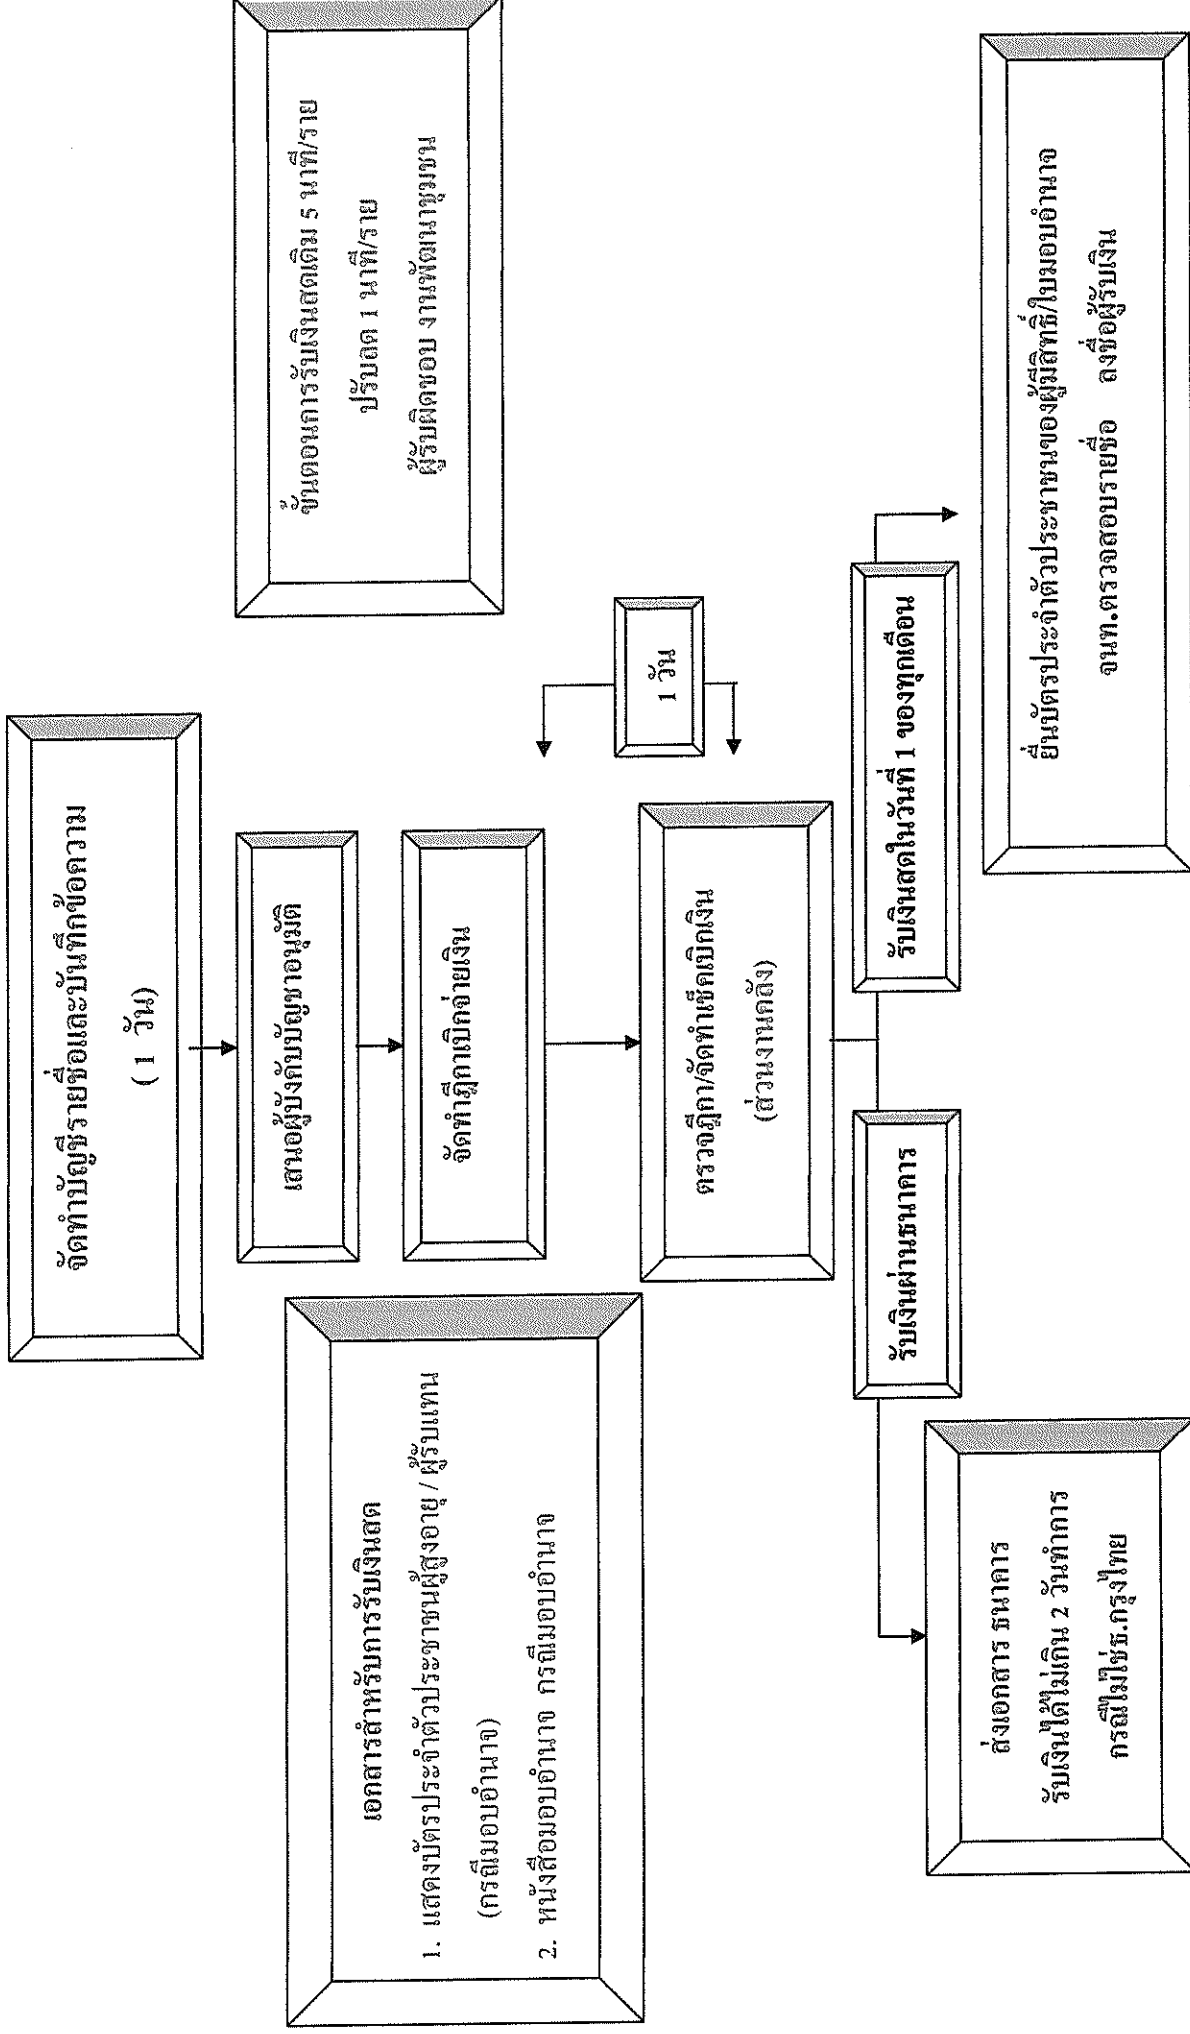 จัดทำบัญชีรายชื่อและบันทึกข้อความ
(1 วัน)
เสนอผู้บังคับบัญชาอนุมัติ
จัดทำฎีกาเบิกจ่ายเงิน
ขั้นตอนการรับเงินสดเดิม 5 นาที/ราย
ปรับลด 1 นาที/ราย
ผู้รับผิดชอบ งานพัฒนาชุมชน
เอกสารสำหรับการรับเงินสด
1. แสดงบัตรประจำตัวประชาชนผู้สูงอายุ / ผู้รับแทน
(กรณีมอบอำนาจ)
2. หนังสือมอบอำนาจ กรณีมอบอำนาจ
1 วัน
ตรวจฎีกา/จัดทำเช็คเบิกเงิน
(ส่วนงานคลัง)
รับเงินผ่านธนาคาร
รับเงินสดในวันที่ 1 ของทุกเดือน
ส่งเอกสาร ธนาคาร
รับเงินได้ไม่เกิน 2 วันทำการ
กรณีไม่ใช่ธ.กรุงไทย
ยื่นบัตรประจำตัวประชาชนของผู้มีสิทธิ์/ใบมอบอำนาจ
จนท.ตรวจสอบรายชื่อ ลงชื่อผู้รับเงิน